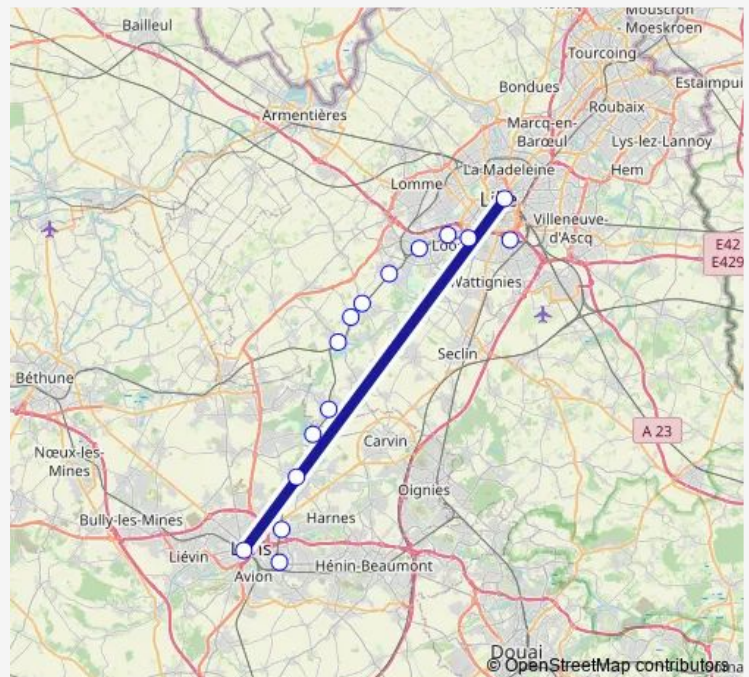 Mouscron
- Moeskroen
Bailleul
Tourcoing
Bondues
Estaimpui
Roubaix
Armentières
Marcq-en-
Barœul
Lys-lez-Lannoy
La Madeleine
Hem
Lomme
Villeneuve-
d'Ascq
E42
E429
Wattignies
Seclin
Béthune
A 23
Carvin
Nœux-les-
Mines
Oignies
Bully-les-Mines
Harnes
Liévin
Hénin-Beaumont
Avion
Douai
© OpenStreetMap contributors